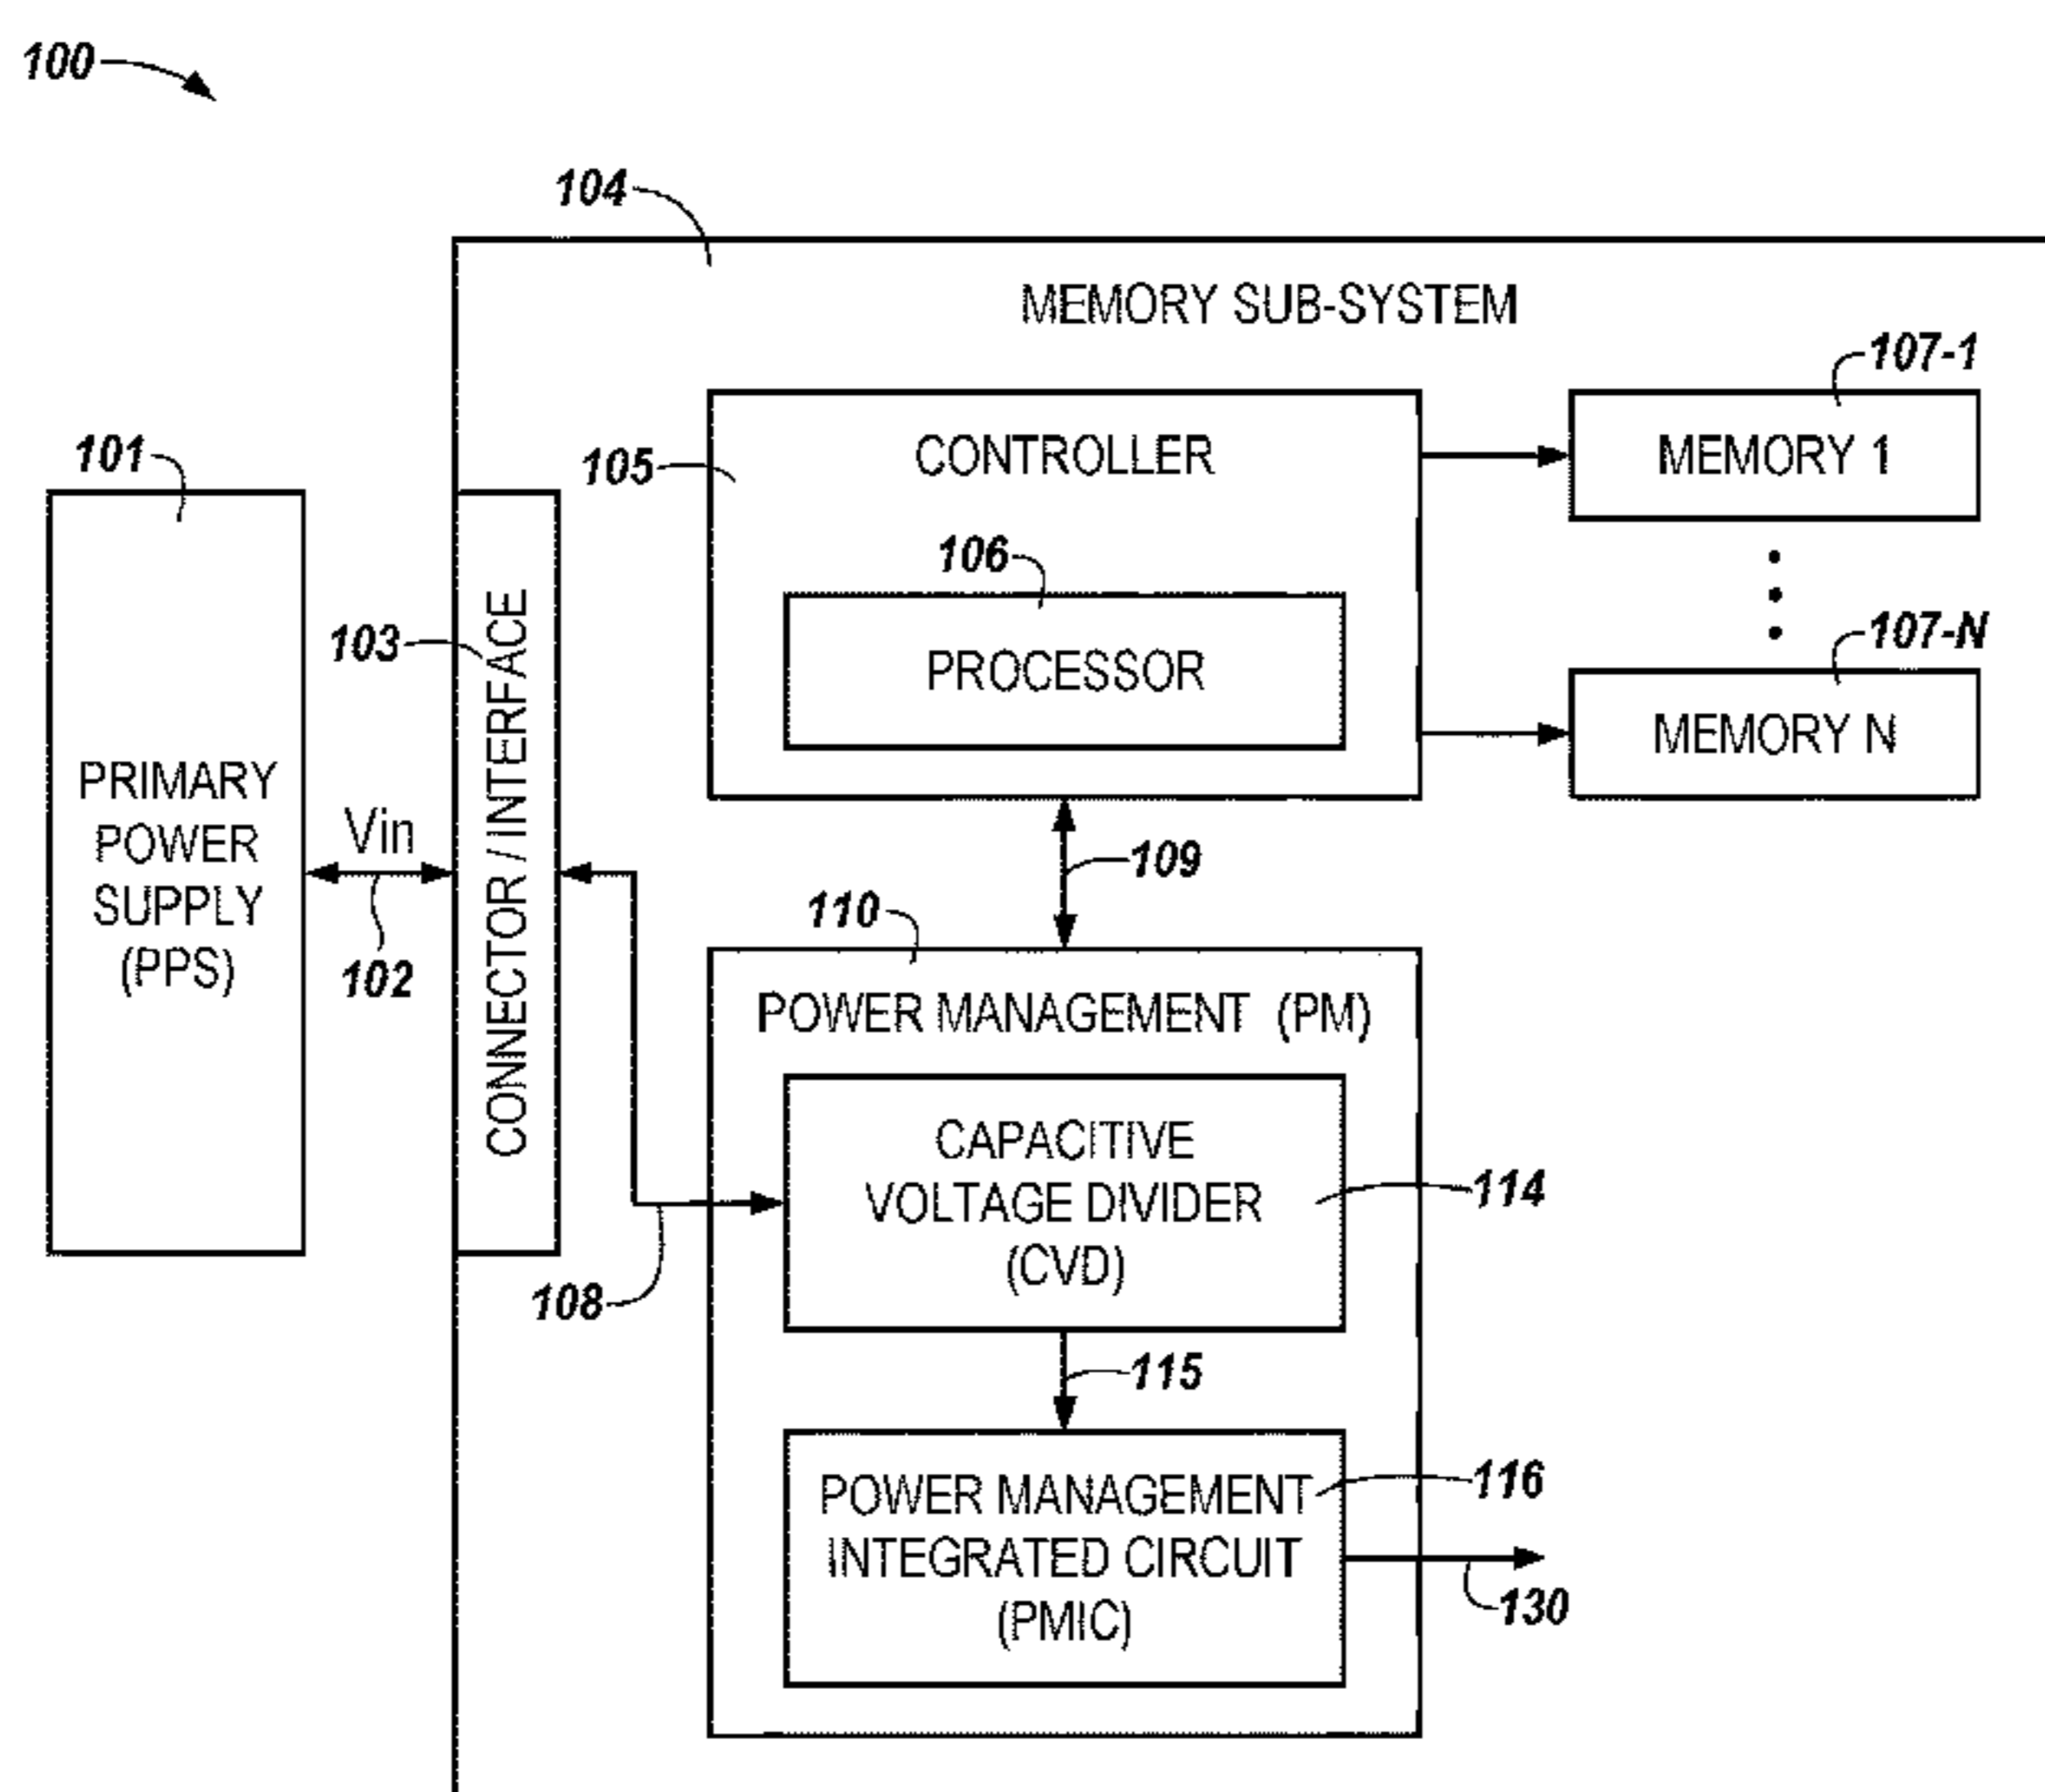 100
104
MEMORY SUB-SYSTEM
107-1
101
105
CONTROLLER
MEMORY 1
106
107-N
103
PROCESSOR
MEMORY N
CONNECTOR / INTERFACE
PRIMARY
POWER
SUPPLY
(PPS)
Vin
102
109
110
POWER MANAGEMENT (PM)
CAPACITIVE
VOLTAGE DIVIDER
(CVD)
114
108
115
POWER MANAGEMENT
INTEGRATED CIRCUIT
(PMIC)
116
130